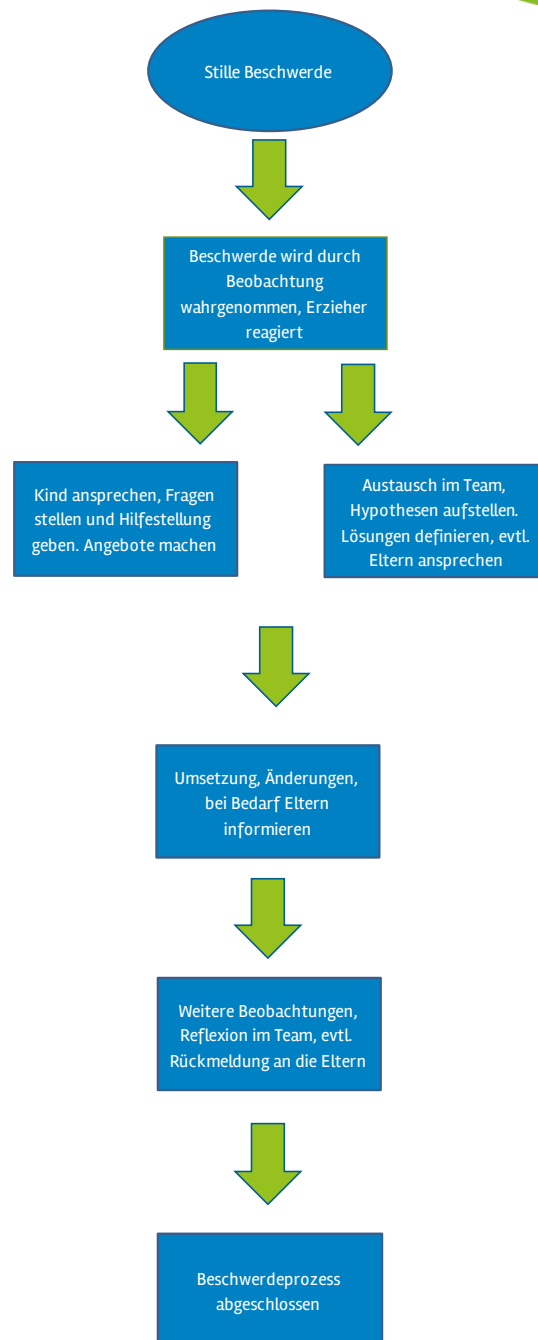 Stille Beschwerde
Beschwerde wird durch
Beobachtung
wahrgenommen, Erzieher
reagiert
Kind ansprechen, Fragen
stellen und Hilfestellung
geben. Angebote machen
Austausch im Team,
Hypothesen aufstellen.
Lösungen definieren, evtl.
Eltern ansprechen
Umsetzung, Änderungen,
bei Bedarf Eltern
informieren
Weitere Beobachtungen,
Reflexion im Team, evtl.
Rückmeldung an die Eltern
Beschwerdeprozess
abgeschlossen